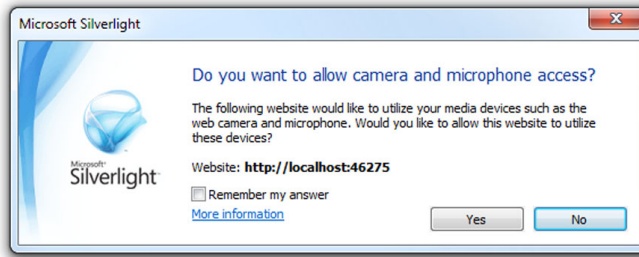 Microsoft Silverlight
Do you want to allow camera and microphone access?
The following website would like to utilize your media devices such as the
web camera and microphone. Would you like to allow this website to utilize
these devices?
Microsoft®
Silverlight™
Website: http://localhost:46275
Remember my answer
More information
Yes
No